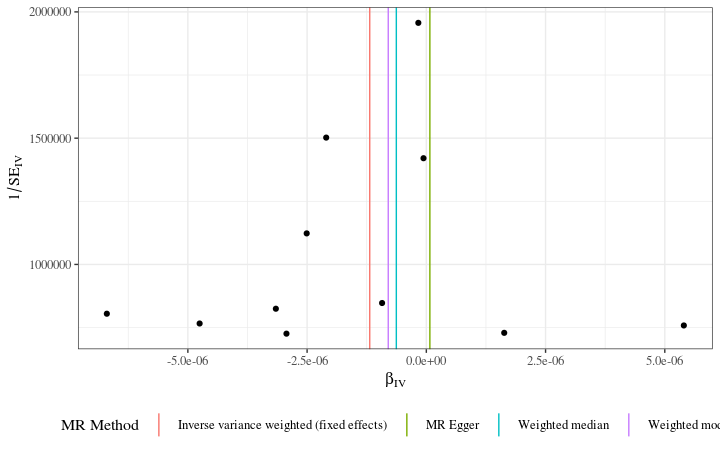 2000000
1500000
1000000
1/SE_IV
-5.0e-06 -2.5e-06 0.0e+00 2.5e-06 5.0e-06
β_IV
MR Method Inverse variance weighted (fixed effects) MR Egger Weighted median Weighted